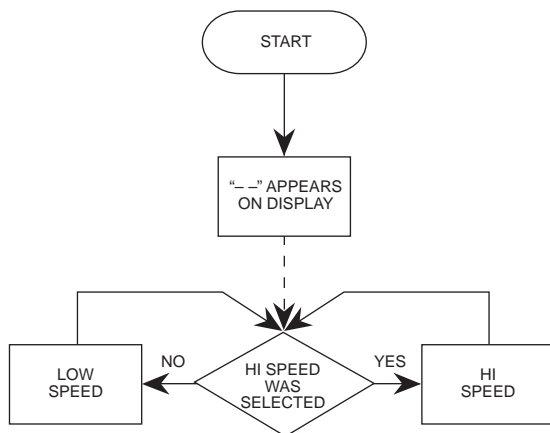 START
“– –” APPEARS
ON DISPLAY
LOW
SPEED
NO
HI SPEED
WAS
SELECTED
YES
HI
SPEED